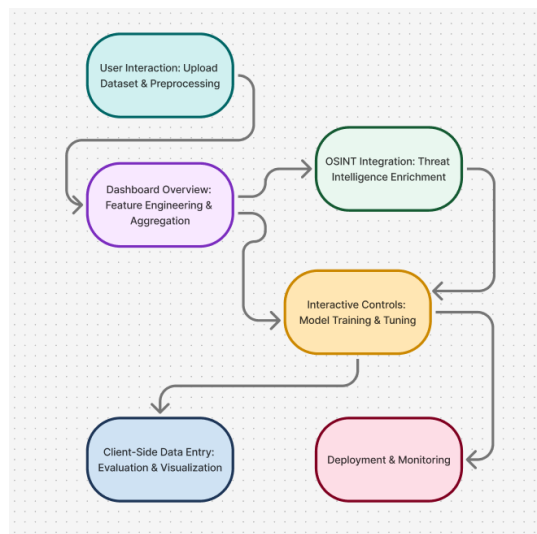 User Interaction: Upload
Dataset & Preprocessing
OSINT Integration: Threat
Intelligence Enrichment
Dashboard Overview:
Feature Engineering &
Aggregation
Interactive Controls:
Model Training & Tuning
Client-Side Data Entry:
Evaluation & Visualization
Deployment & Monitoring